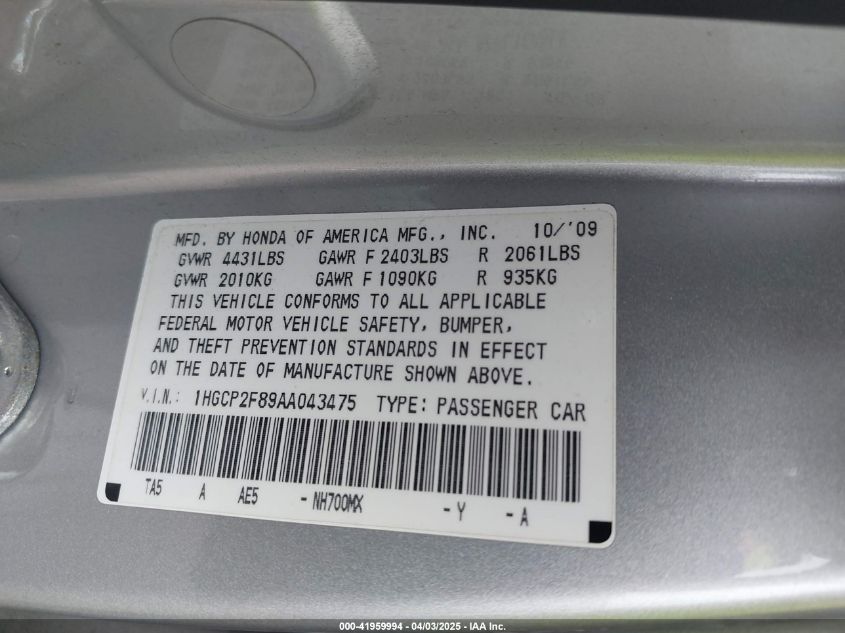 MFD. BY HONDA OF AMERICA MFG., INC. 10/'09
GVWR 4431LBS GAWR F 2403LBS R 2061LBS
GVWR 2010KG GAWR F 1090KG R 935KG
THIS VEHICLE CONFORMS TO ALL APPLICABLE
FEDERAL MOTOR VEHICLE SAFETY, BUMPER,
AND THEFT PREVENTION STANDARDS IN EFFECT
ON THE DATE OF MANUFACTURE SHOWN ABOVE.
V.I.N.: 1HGCP2F89AA043475 TYPE: PASSENGER CAR
TA5 A AE5 - NH700MX - Y - A
000-41959994 - 04/03/2025 - IAA Inc.